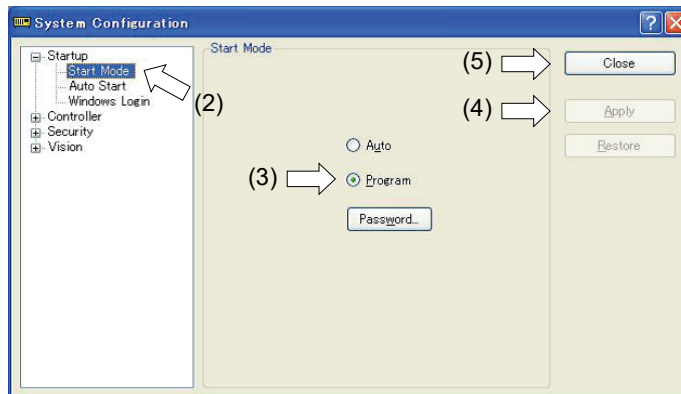 System Configuration
Startup
Start Mode
Auto Start
Windows Login
Controller
Security
Vision
(2)
Start Mode
Auto
(3)
Program
Password...
(5)
Close
(4)
Apply
Restore